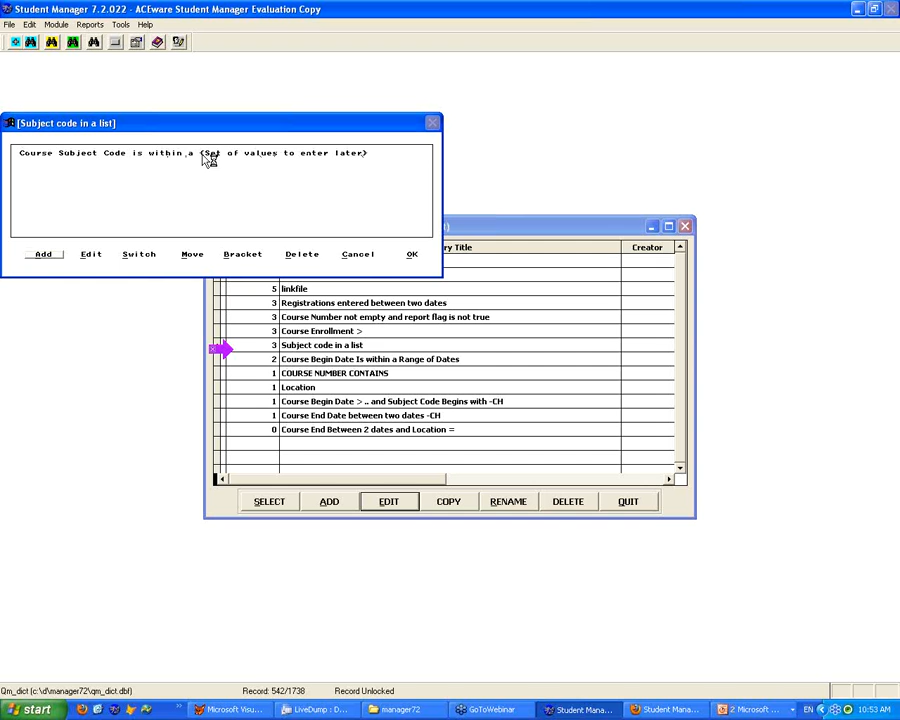 Student Manager 7.2.022 - ACEware Student Manager Evaluation Copy
File Edit Module Reports Tools Help
[Subject code in a list]
Course Subject Code is within a {Set of values to enter later}
Add Edit Switch Move Bracket Delete Cancel OK
ry Title Creator
5 linkfile
3 Registrations entered between two dates
3 Course Number not empty and report flag is not true
3 Course Enrollment >
3 Subject code in a list
2 Course Begin Date Is within a Range of Dates
1 COURSE NUMBER CONTAINS
1 Location
1 Course Begin Date > .. and Subject Code Begins with -CH
1 Course End Date between two dates -CH
0 Course End Between 2 dates and Location =
SELECT ADD EDIT COPY RENAME DELETE QUIT
Qm_dict (c:\d\manager72\qm_dict.dbf) Record: 542/1738 Record Unlocked
start Microsoft Visu... LiveDump : D... manager72 GoToWebinar Student Mana... Student Mana... 2 Microsoft ... EN 10:53 AM